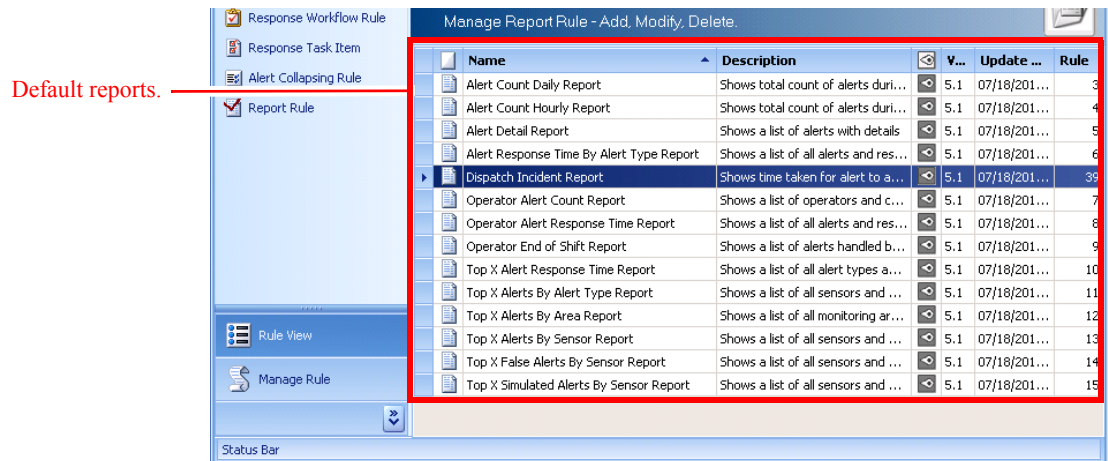 Response Workflow Rule
Manage Report Rule - Add, Modify, Delete.
Response Task Item
Alert Collapsing Rule
Report Rule
Default reports.
Name Description V... Update ... Rule
Alert Count Daily Report Shows total count of alerts duri... 5.1 07/18/201... 3
Alert Count Hourly Report Shows total count of alerts duri... 5.1 07/18/201... 4
Alert Detail Report Shows a list of alerts with details 5.1 07/18/201... 5
Alert Response Time By Alert Type Report Shows a list of all alerts and res... 5.1 07/18/201... 6
Dispatch Incident Report Shows time taken for alert to a... 5.1 07/18/201... 39
Operator Alert Count Report Shows a list of operators and c... 5.1 07/18/201... 7
Operator Alert Response Time Report Shows a list of all alerts and res... 5.1 07/18/201... 8
Operator End of Shift Report Shows a list of alerts handled b... 5.1 07/18/201... 9
Top X Alert Response Time Report Shows a list of all alert types a... 5.1 07/18/201... 10
Top X Alerts By Alert Type Report Shows a list of all sensors and ... 5.1 07/18/201... 11
Top X Alerts By Area Report Shows a list of all monitoring ar... 5.1 07/18/201... 12
Top X Alerts By Sensor Report Shows a list of all sensors and ... 5.1 07/18/201... 13
Top X False Alerts By Sensor Report Shows a list of all sensors and ... 5.1 07/18/201... 14
Top X Simulated Alerts By Sensor Report Shows a list of all sensors and ... 5.1 07/18/201... 15
Rule View
Manage Rule
Status Bar